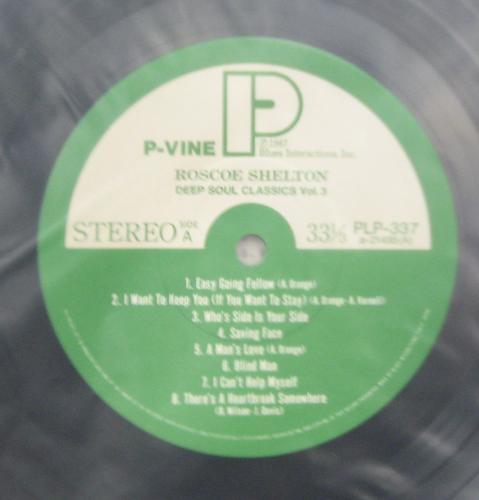 P
P-VINE
℗1987
Blues Interactions, Inc.
ROSCOE SHELTON
DEEP SOUL CLASSICS Vol.3
STEREO SIDE A
33⅓ PLP-337
1. Easy Going Fellow (A. Orange)
2. I Want To Keep You (If You Want To Stay) (A. Orange-
3. Who's Side Is Your Side
4. Saving Face
5. A Man's Love (A. Orange)
6. Blind Man
7. I Can't Help Myself
8. There's A Heartbreak Somewhere
(D. Wilson-J. Davis)